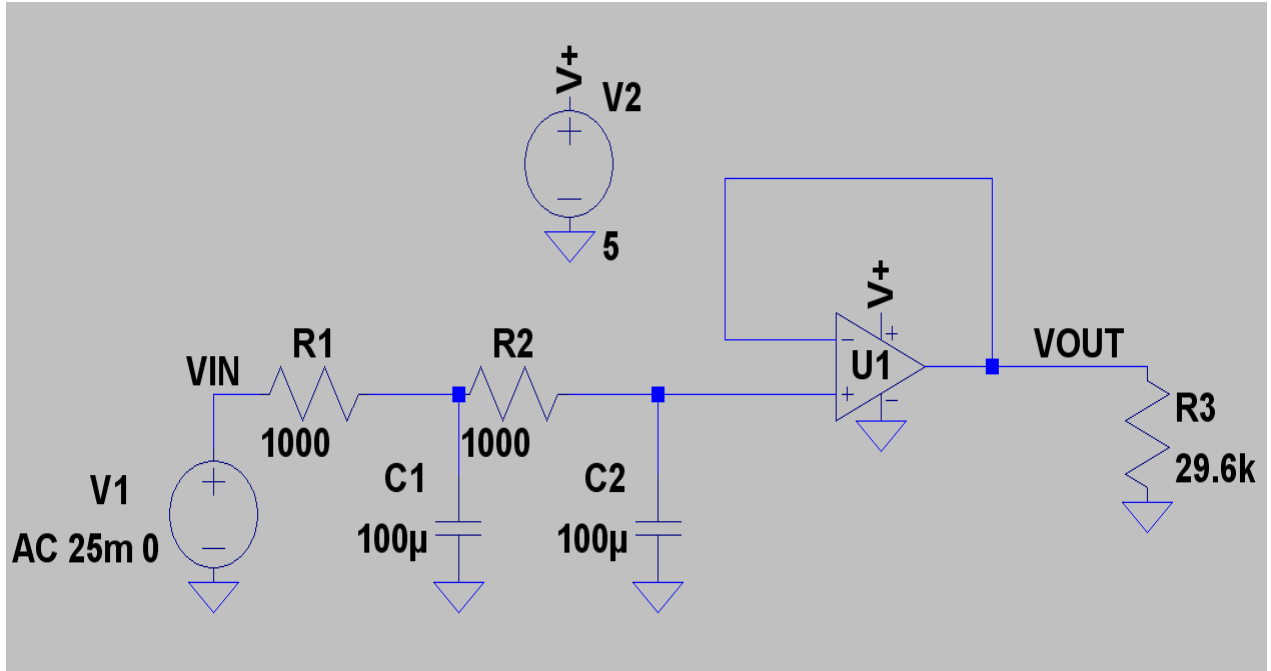 V+
V2
5
V+
R1
R2
U1
VOUT
VIN
1000
1000
R3
29.6k
V1
AC 25m 0
C1
100µ
C2
100µ